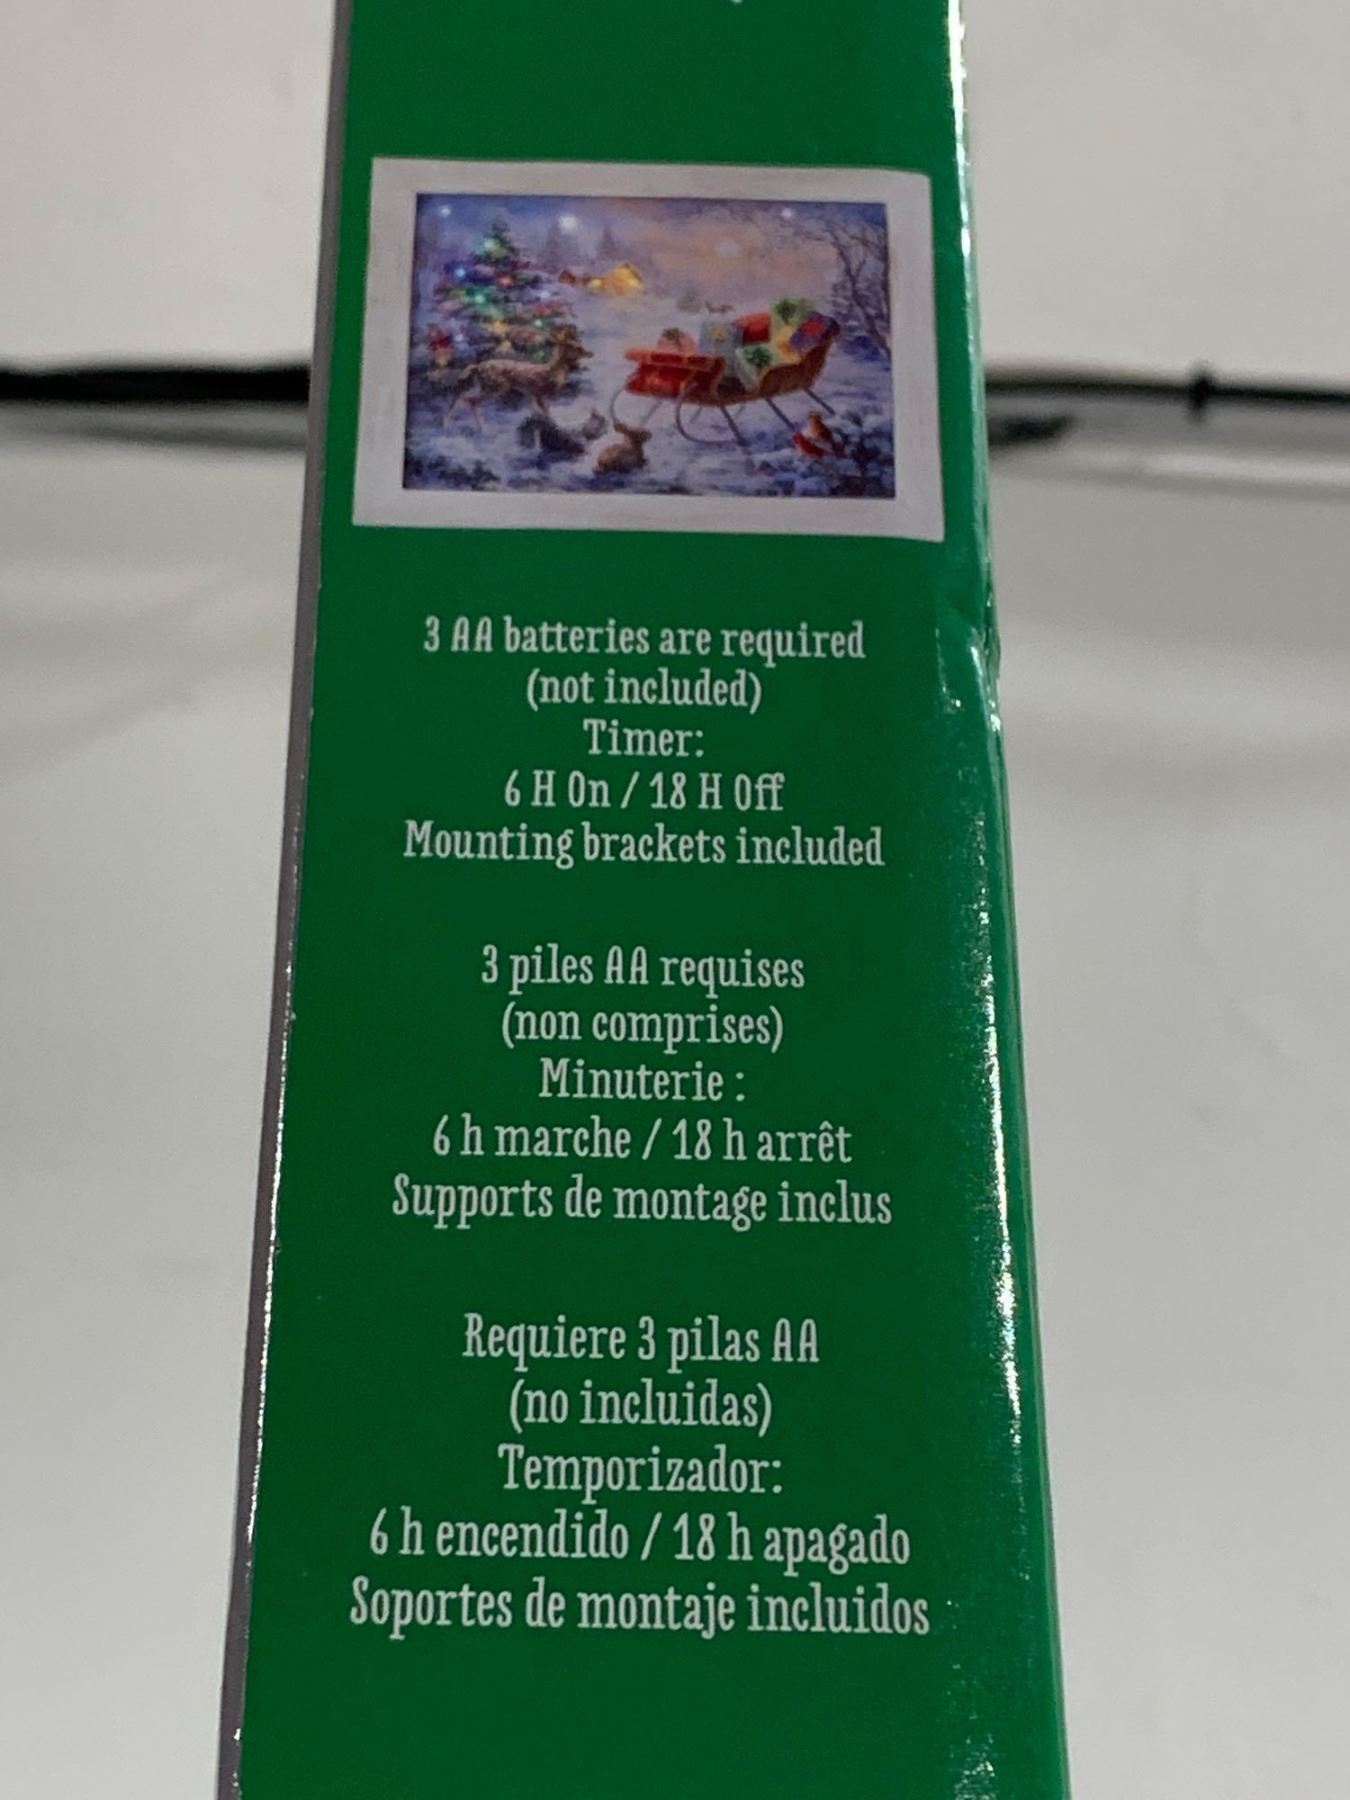 3 AA batteries are required
(not included)
Timer:
6 H On / 18 H Off
Mounting brackets included
3 piles AA requises
(non comprises)
Minuterie :
6 h marche / 18 h arrêt
Supports de montage inclus
Requiere 3 pilas AA
(no incluidas)
Temporizador:
6 h encendido / 18 h apagado
Soportes de montaje incluidos